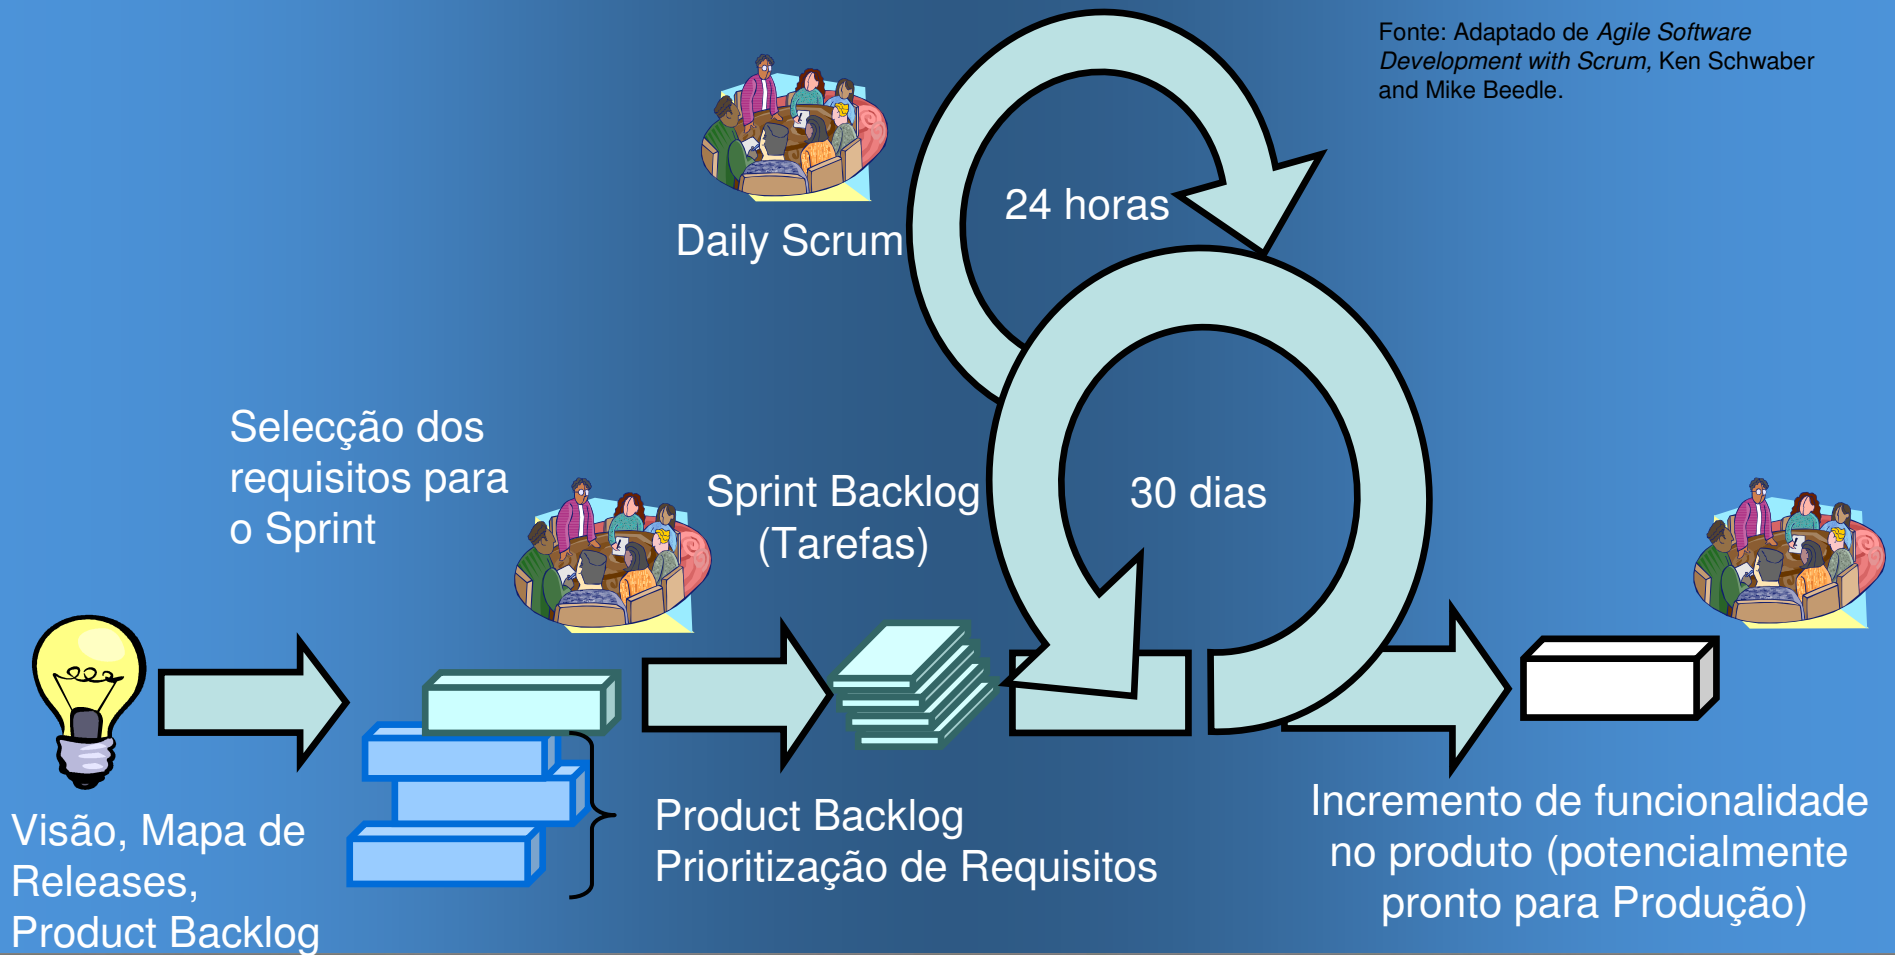 Fonte: Adaptado de Agile Software
Development with Scrum, Ken Schwaber
and Mike Beedle.
24 horas
Daily Scrum
Selecção dos
requisitos para
o Sprint
Sprint Backlog
(Tarefas)
30 dias
Visão, Mapa de
Releases,
Product Backlog
Product Backlog
Prioritização de Requisitos
Incremento de funcionalidade
no produto (potencialmente
pronto para Produção)